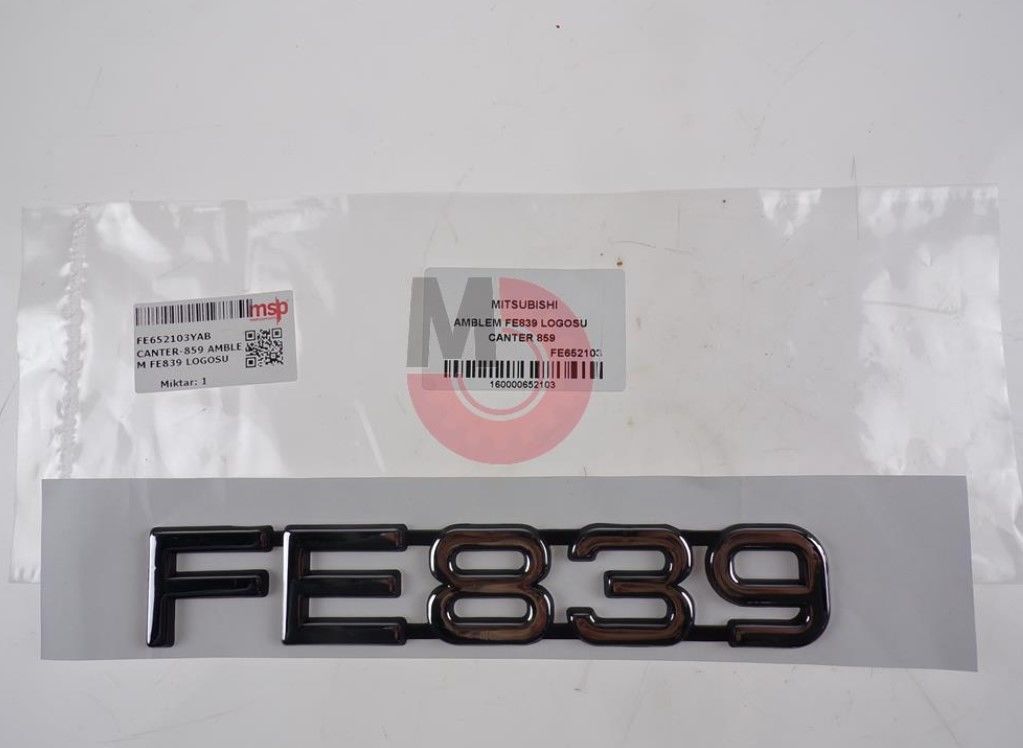 msp
FE652103YAB
CANTER-859 AMBLE
M FE839 LOGOSU
Miktar: 1
M
MITSUBISHI
AMBLEM FE839 LOGOSU
CANTER 859
FE652103
160000652103
FE839